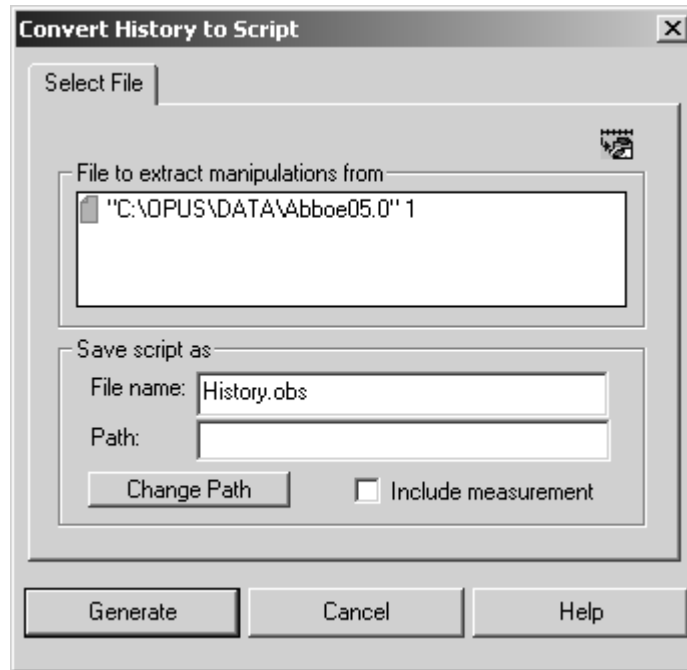 Convert History to Script
Select File
File to extract manipulations from
"C:\OPUS\DATA\Abboe05.0" 1
Save script as
File name: History.obs
Path:
Change Path Include measurement
Generate Cancel Help